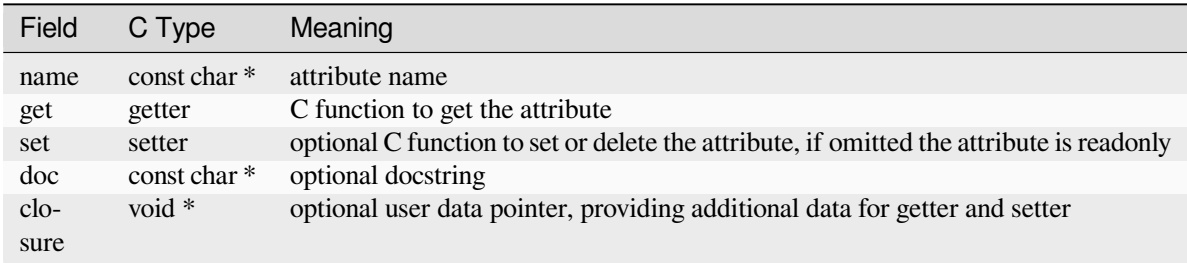 Field C Type Meaning
name const char * attribute name
get getter C function to get the attribute
set setter optional C function to set or delete the attribute, if omitted the attribute is readonly
doc const char * optional docstring
clo- void * optional user data pointer, providing additional data for getter and setter
sure